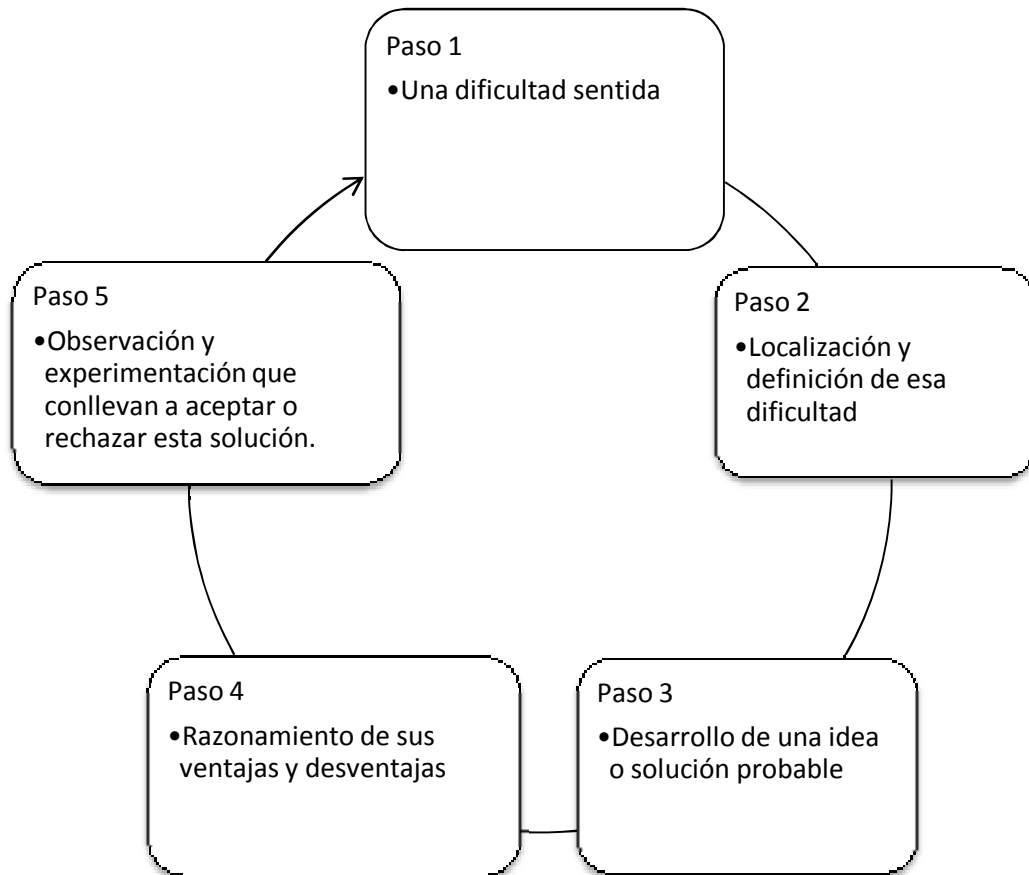 Paso 1
•Una dificultad sentida
Paso 2
•Localización y
definición de esa
dificultad
Paso 3
•Desarrollo de una idea
o solución probable
Paso 4
•Razonamiento de sus
ventajas y desventajas
Paso 5
•Observación y
experimentación que
conllevan a aceptar o
rechazar esta solución.